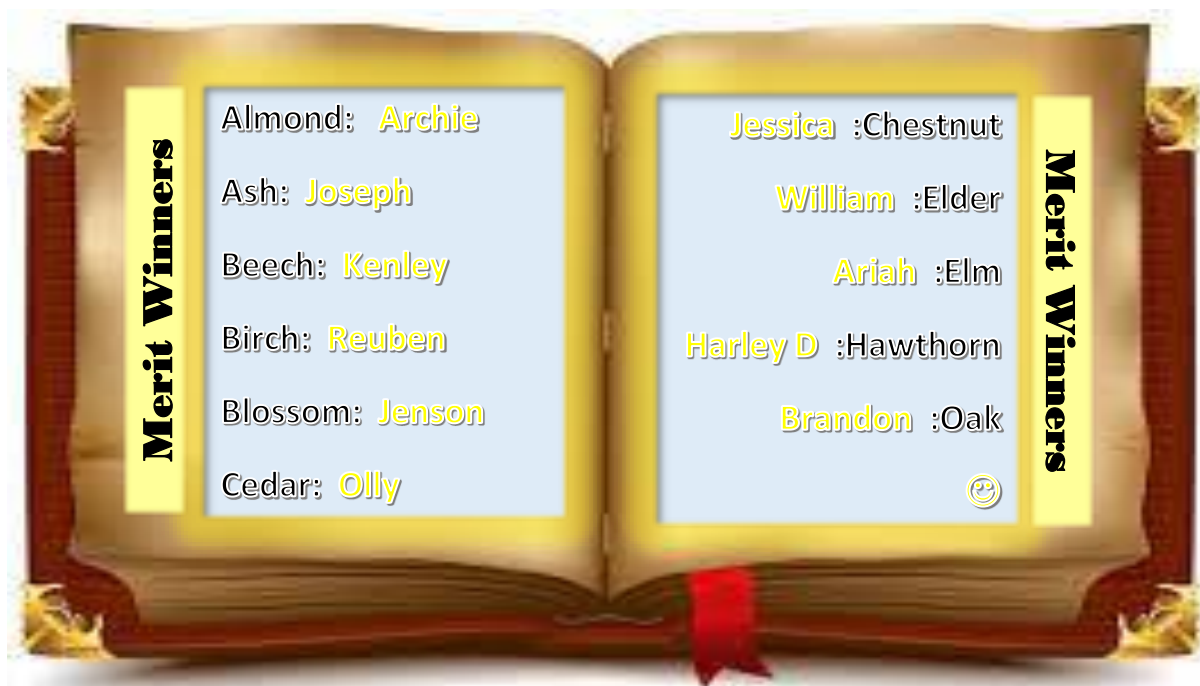 Merit Winners
Almond: Archie
Ash: Joseph
Beech: Kenley
Birch: Reuben
Blossom: Jenson
Cedar: Olly
Jessica :Chestnut
William :Elder
Ariah :Elm
Harley D :Hawthorn
Brandon :Oak
☺
Merit Winners